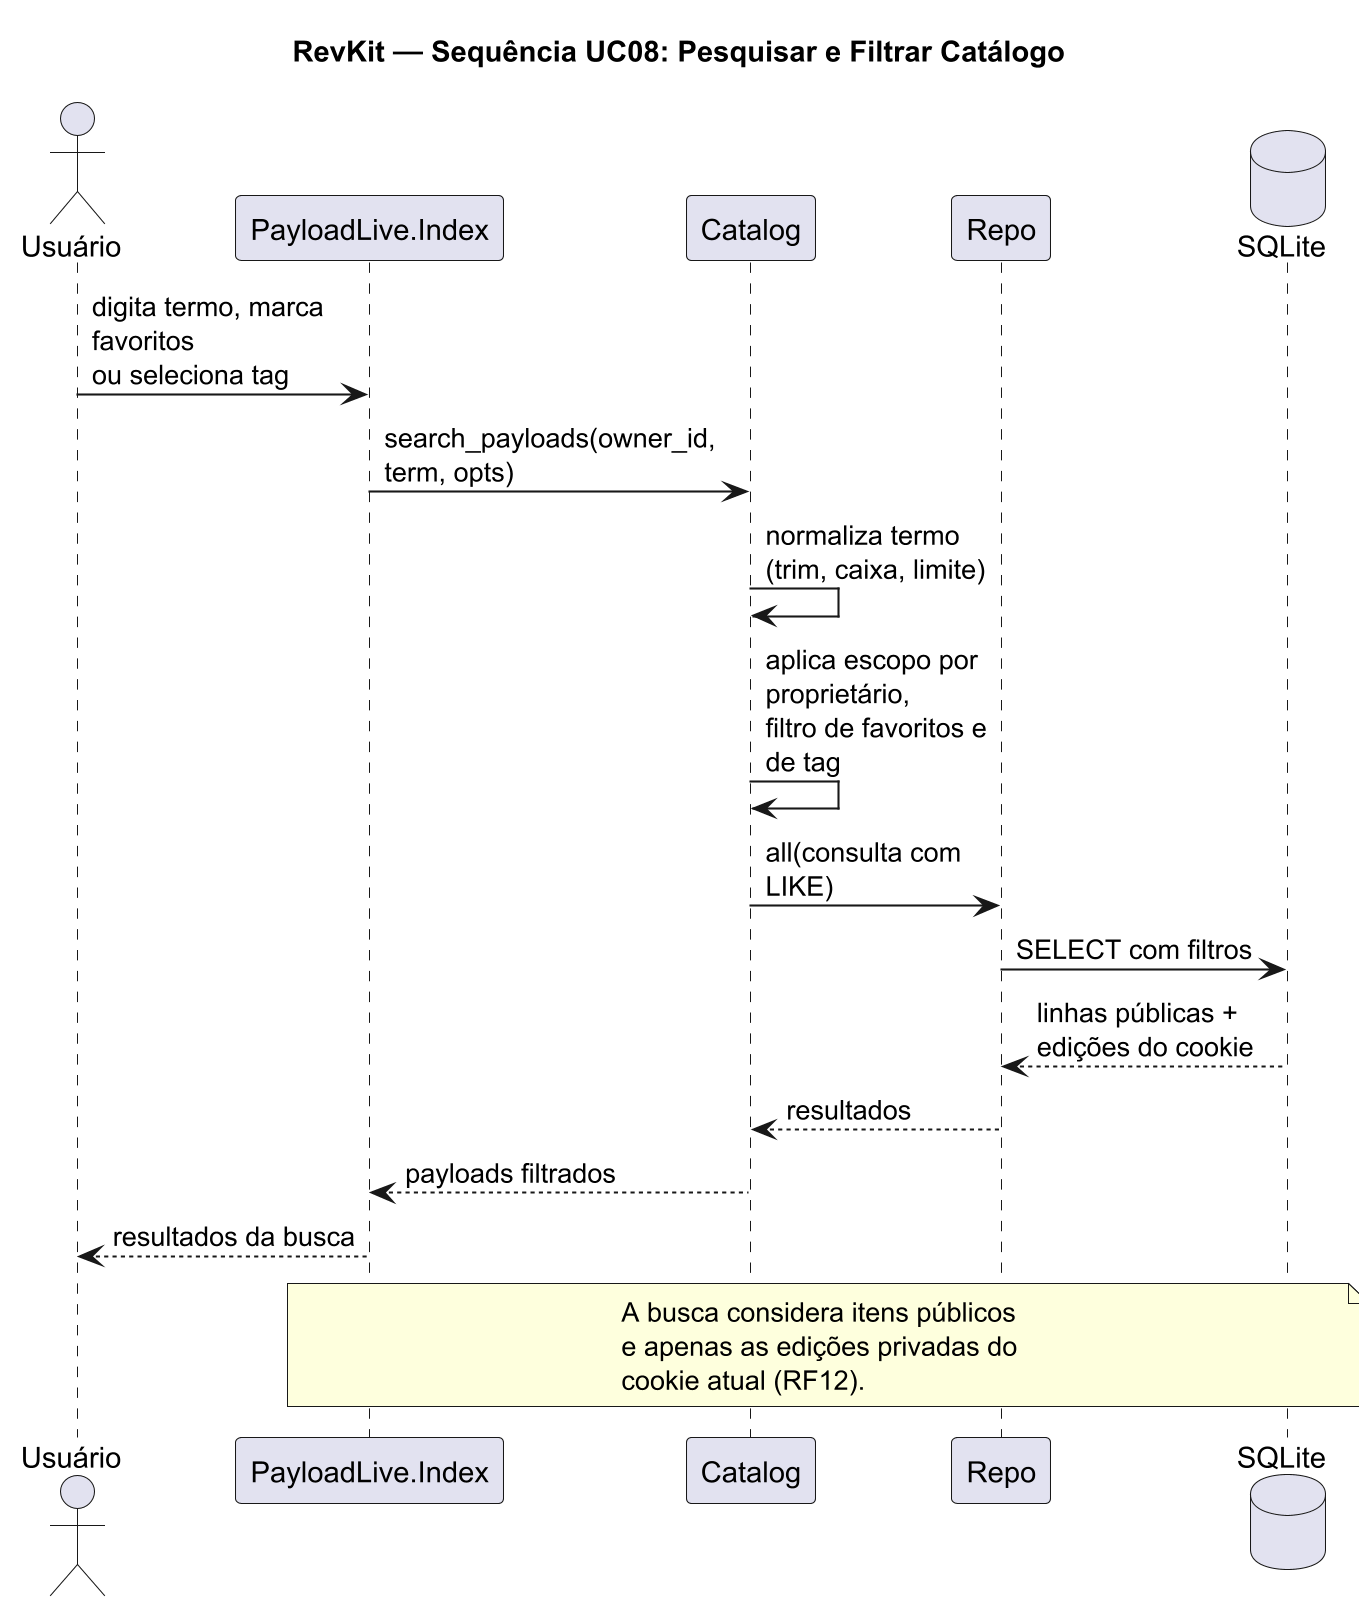 RevKit — Sequência UC08: Pesquisar e Filtrar Catálogo
Usuário
PayloadLive.Index
Catalog
Repo
SQLite
digita termo, marca
favoritos
ou seleciona tag
search_payloads(owner_id,
term, opts)
normaliza termo
(trim, caixa, limite)
aplica escopo por
proprietário,
filtro de favoritos e
de tag
all(consulta com
LIKE)
SELECT com filtros
linhas públicas +
edições do cookie
resultados
payloads filtrados
resultados da busca
A busca considera itens públicos
e apenas as edições privadas do
cookie atual (RF12).
Usuário
PayloadLive.Index
Catalog
Repo
SQLite